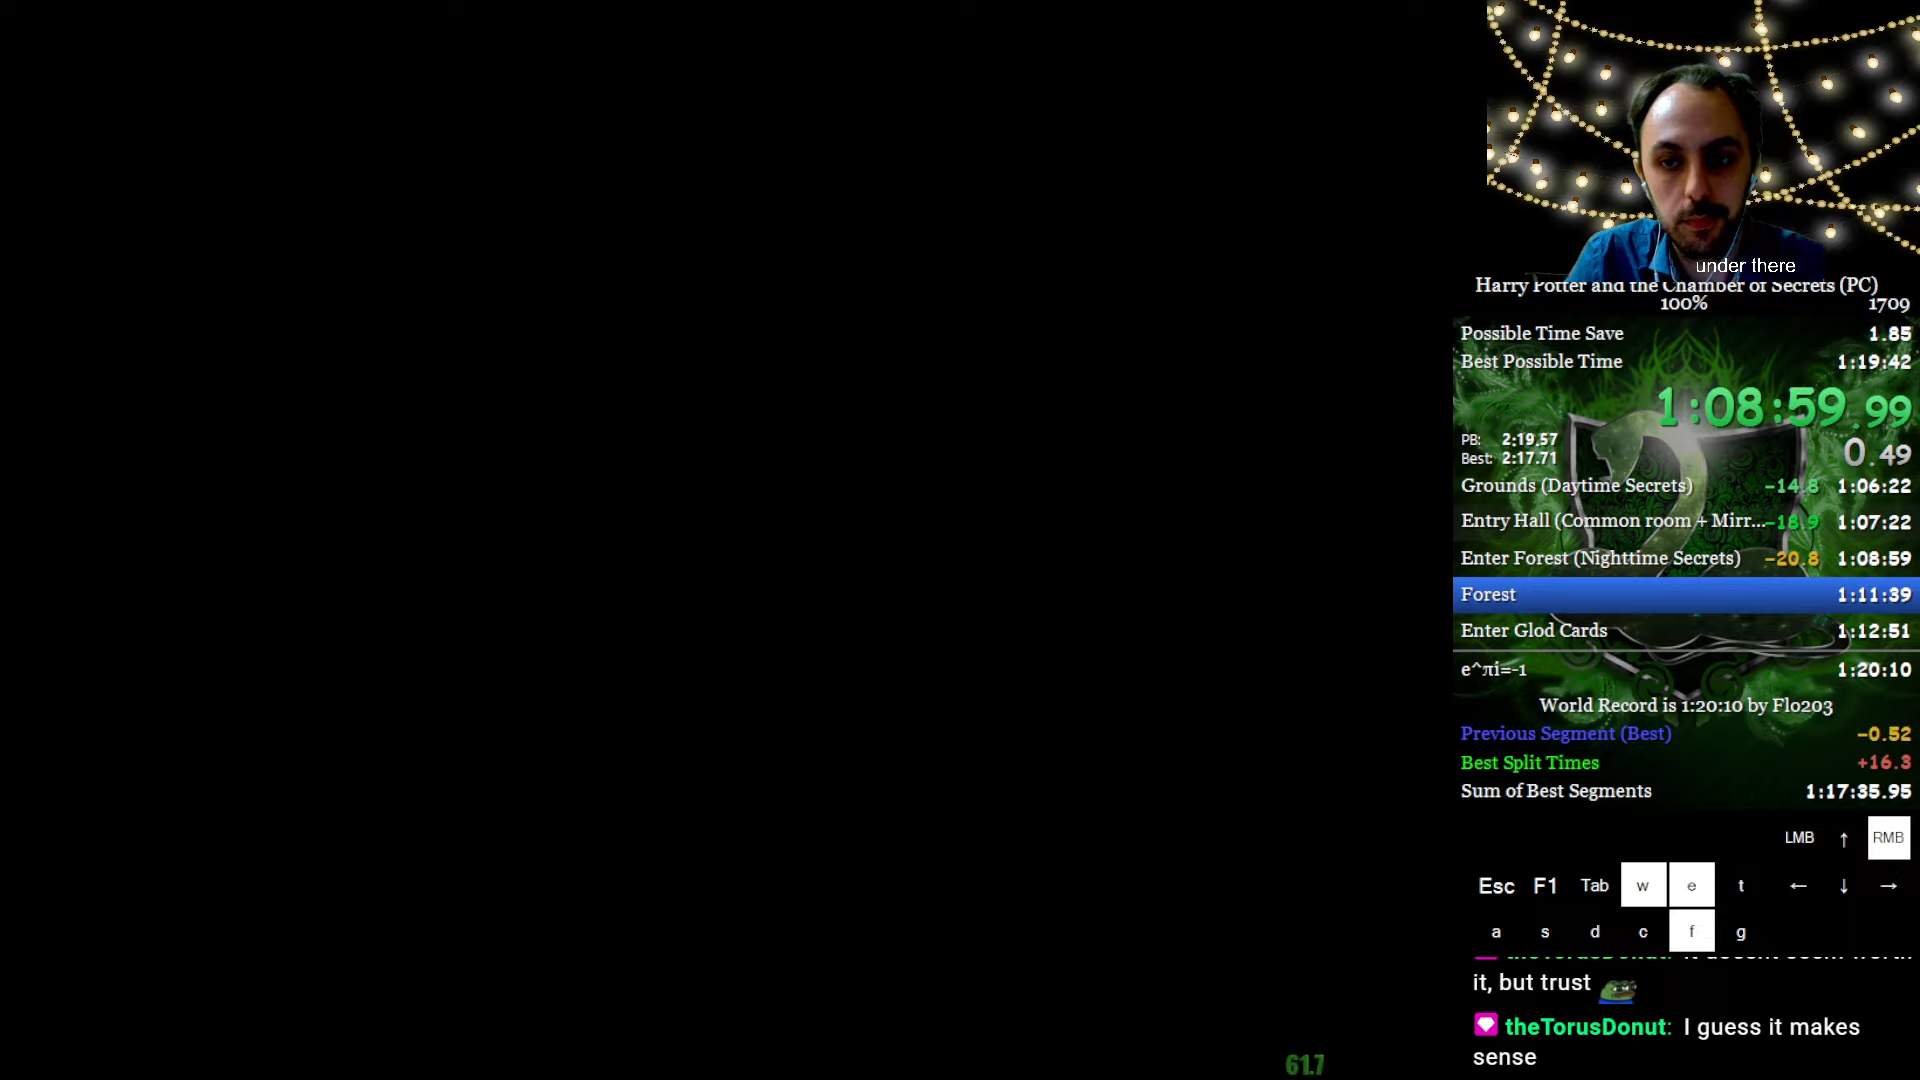 under there
Harry Potter and the Chamber of Secrets (PC)
100% 1709
Possible Time Save 1.85
Best Possible Time 1:19:42
1:08:59.99
PB: 2:19.57
Best: 2:17.71
0.49
Grounds (Daytime Secrets) -14.8 1:06:22
Entry Hall (Common room + Mirr... -18.9 1:07:22
Enter Forest (Nighttime Secrets) -20.8 1:08:59
Forest 1:11:39
Enter Glod Cards 1:12:51
e^πi=-1 1:20:10
World Record is 1:20:10 by Flo203
Previous Segment (Best) -0.52
Best Split Times +16.3
Sum of Best Segments 1:17:35.95
LMB ↑ RMB
Esc F1 Tab w e t ← ↓ →
a s d c f g
it, but trust
theTorusDonut: I guess it makes
sense
61.7